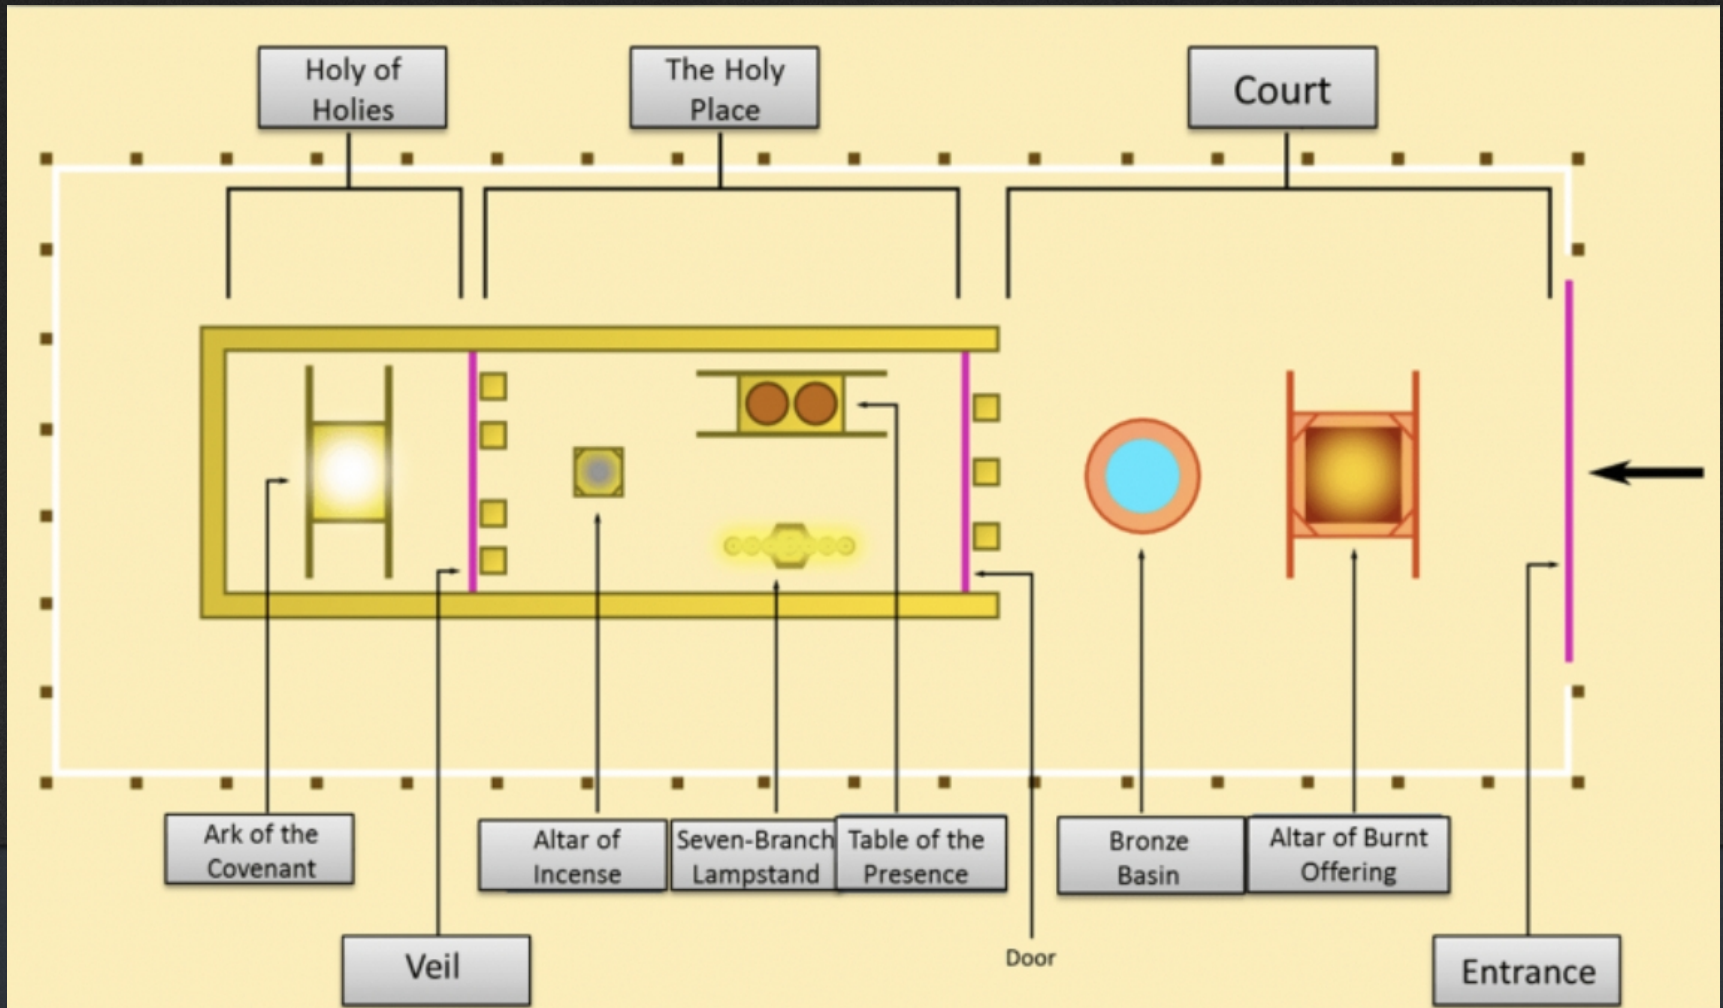 Holy of
Holies
The Holy
Place
Court
Ark of the
Covenant
Altar of
Incense
Seven-Branch
Lampstand
Table of the
Presence
Bronze
Basin
Altar of Burnt
Offering
Veil
Door
Entrance